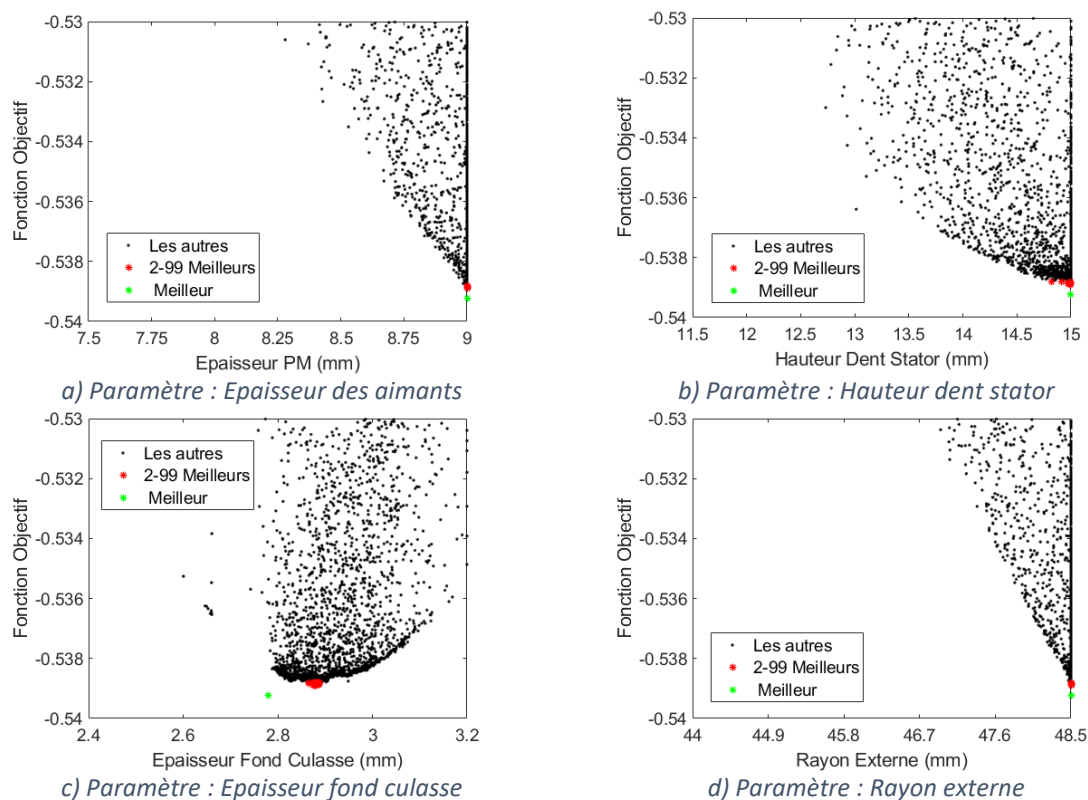 -0.53
-0.532
-0.534
-0.536
-0.538
-0.54
Fonction Objectif
Les autres
2-99 Meilleurs
Meilleur
7.5 7.75 8 8.25 8.5 8.75 9
Epaisseur PM (mm)
a) Paramètre : Epaisseur des aimants
-0.53
-0.532
-0.534
-0.536
-0.538
-0.54
Fonction Objectif
Les autres
2-99 Meilleurs
Meilleur
11.5 12 12.5 13 13.5 14 14.5 15
Hauteur Dent Stator (mm)
b) Paramètre : Hauteur dent stator
-0.53
-0.532
-0.534
-0.536
-0.538
-0.54
Fonction Objectif
Les autres
2-99 Meilleurs
Meilleur
2.4 2.6 2.8 3 3.2
Epaisseur Fond Culasse (mm)
c) Paramètre : Epaisseur fond culasse
-0.53
-0.532
-0.534
-0.536
-0.538
-0.54
Fonction Objectif
Les autres
2-99 Meilleurs
Meilleur
44 44.9 45.8 46.7 47.6 48.5
Rayon Externe (mm)
d) Paramètre : Rayon externe